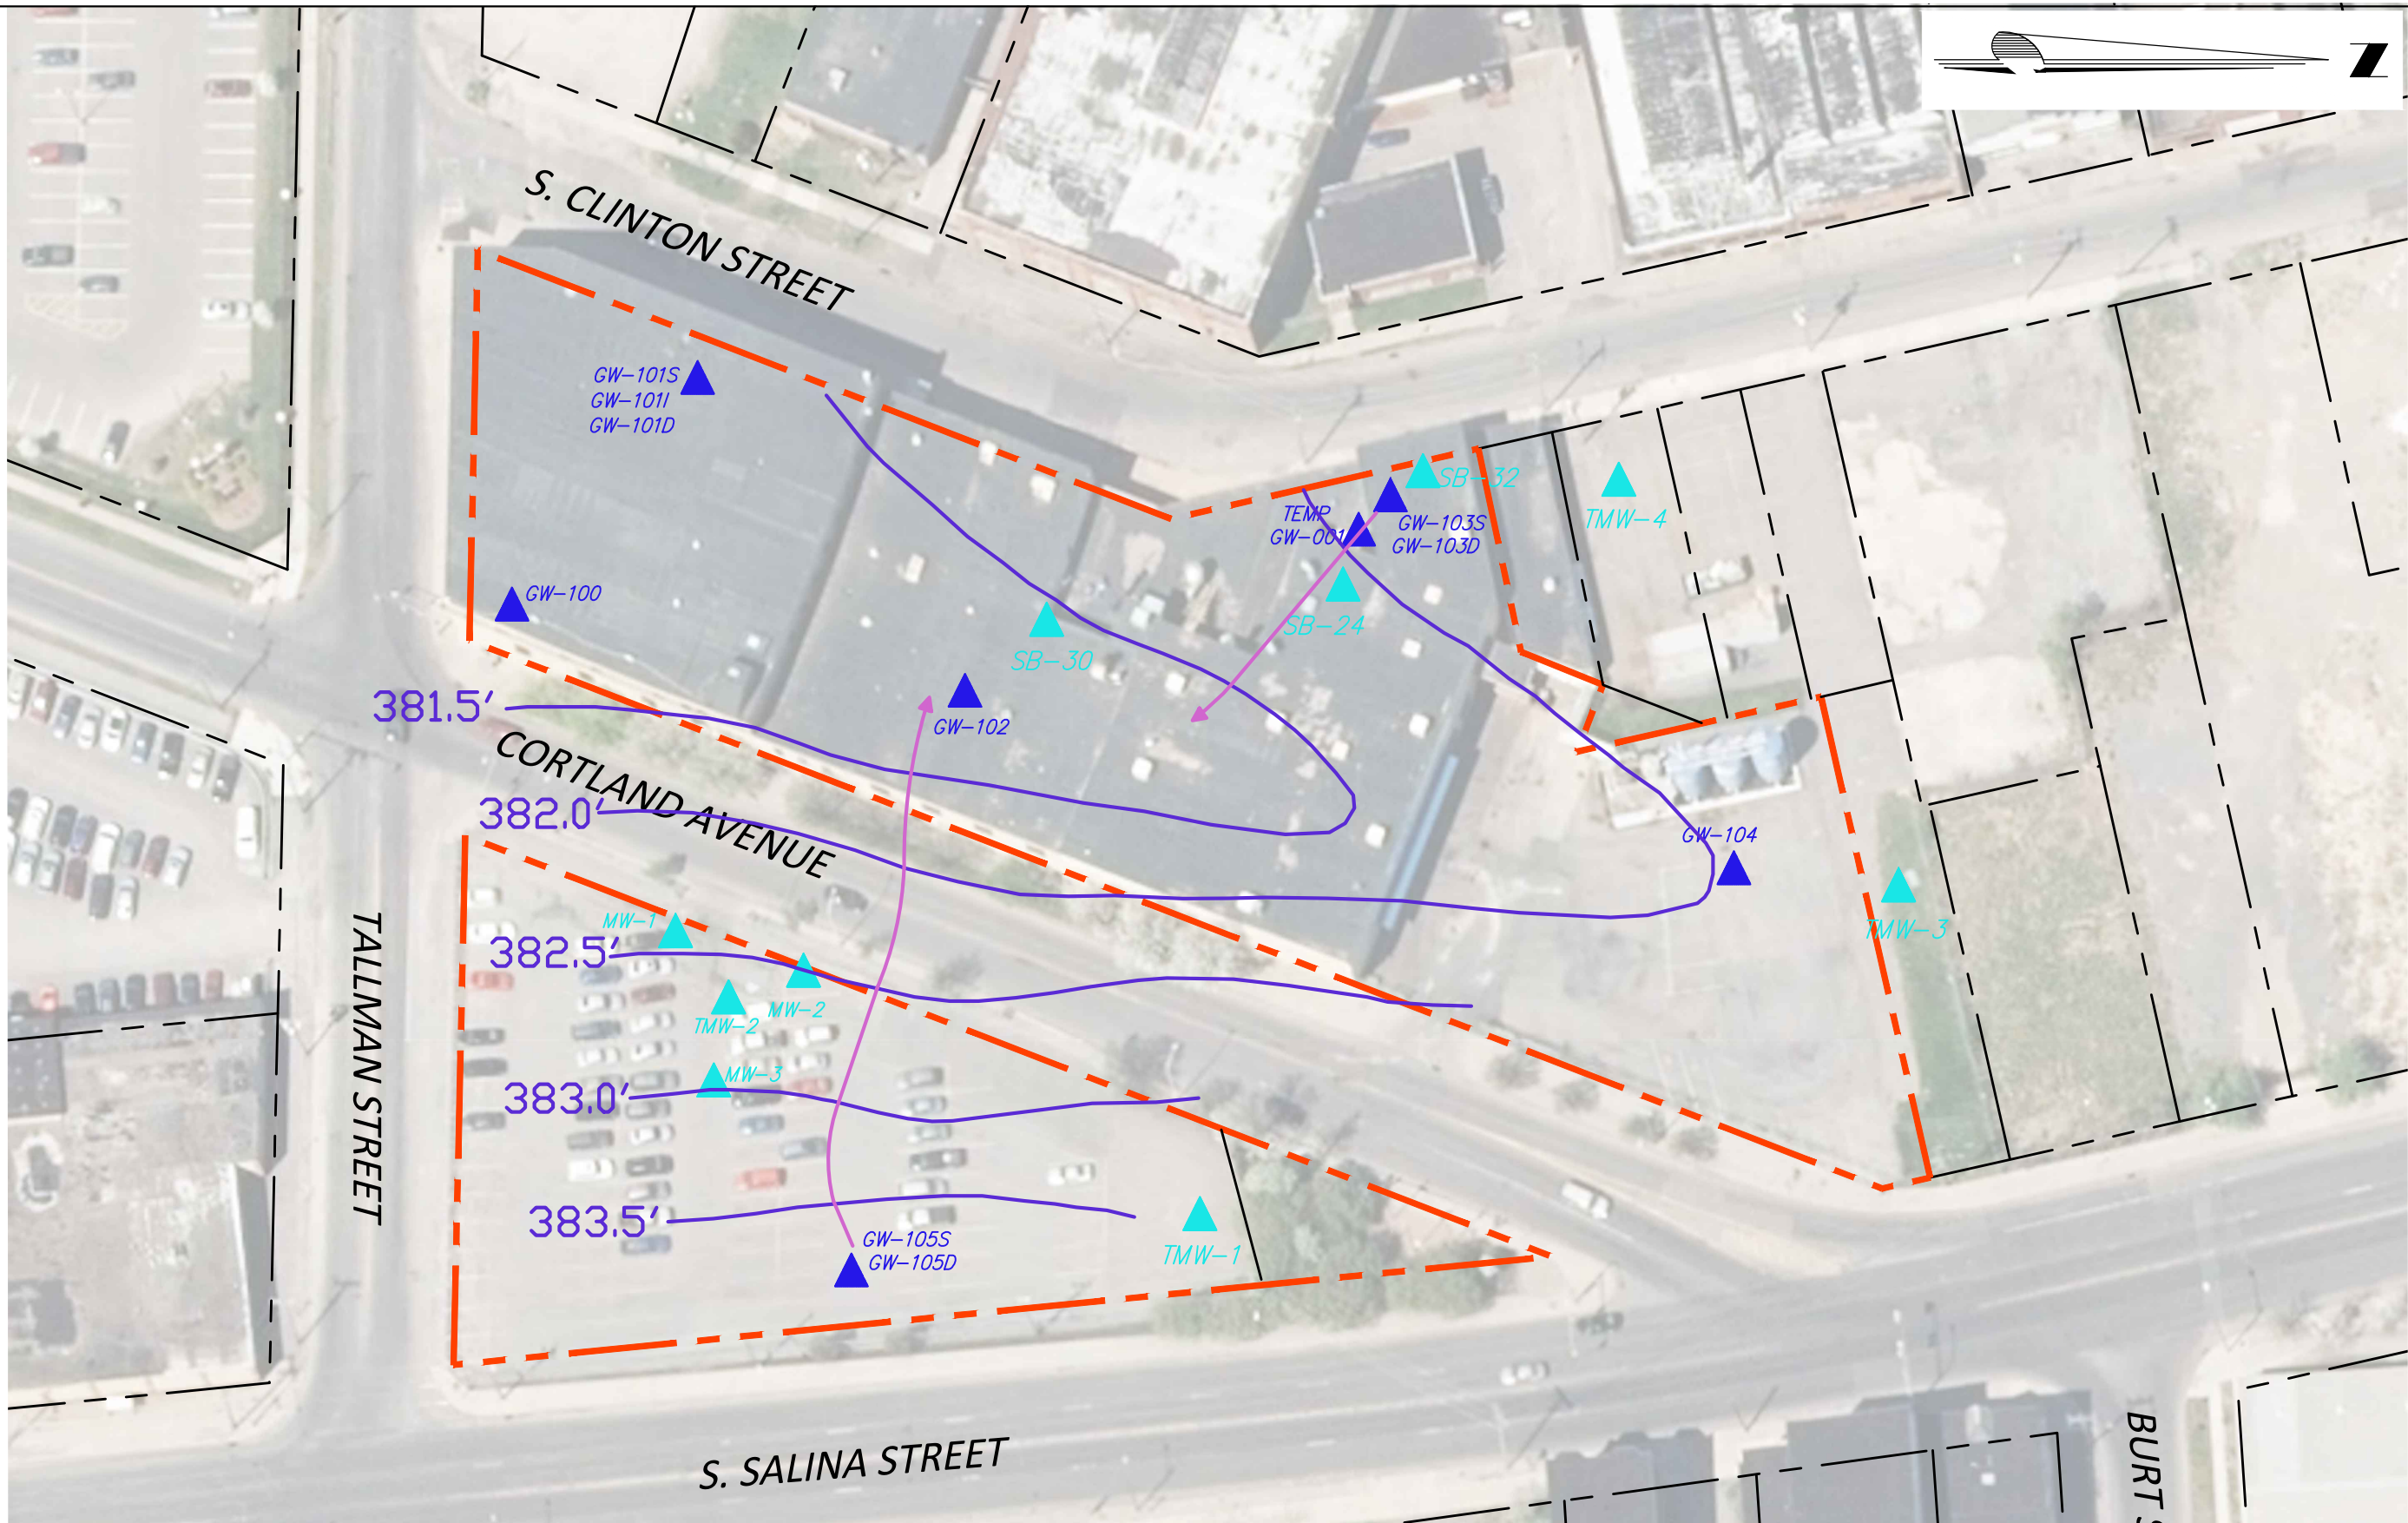 Z
S. CLINTON STREET
GW-101S
GW-101I
GW-101D
SB-32
TEMP
GW-001
GW-103S
GW-103D
TMW-4
GW-100
SB-24
SB-30
381.5'
GW-102
CORTLAND AVENUE
382.0'
GW-104
MW-1
TMW-3
382.5'
TALLMAN STREET
MW-2
TMW-2
MW-3
383.0'
383.5'
GW-105S
GW-105D
TMW-1
S. SALINA STREET
BURT S